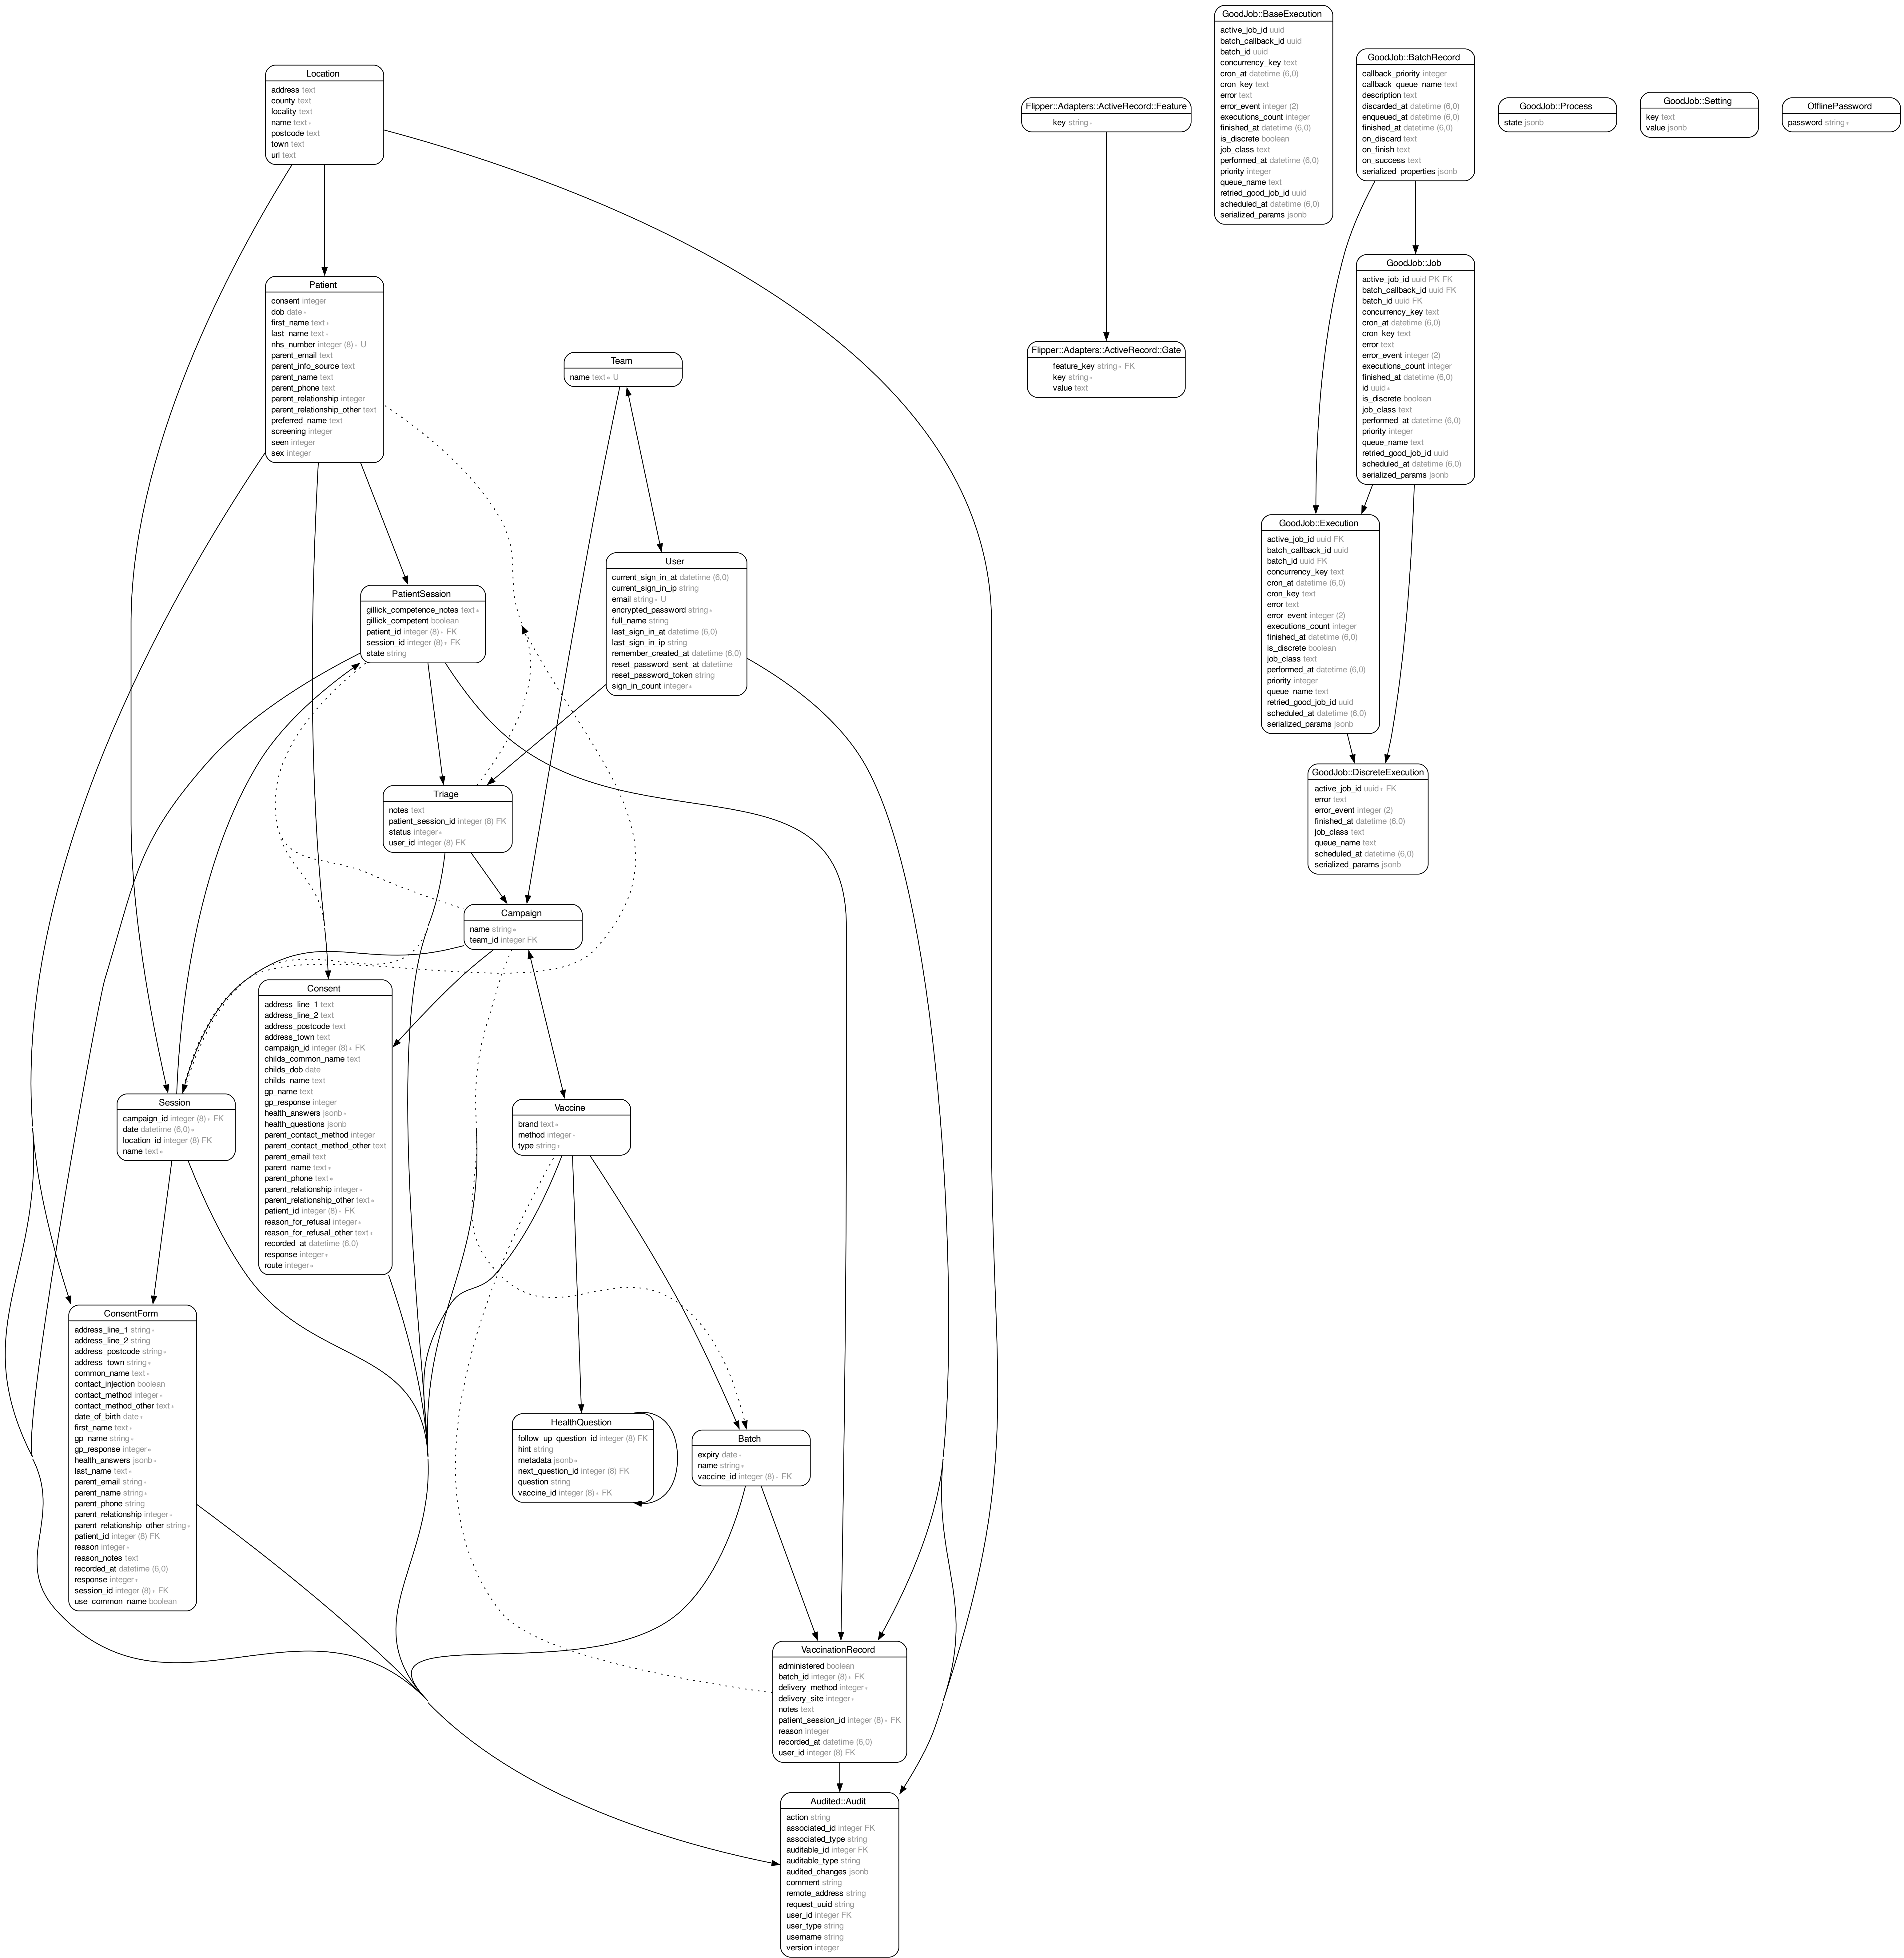 GoodJob::BaseExecution
active_job_id uuid
batch_callback_id uuid
batch_id uuid
concurrency_key text
cron_at datetime (6,0)
cron_key text
error text
error_event integer (2)
executions_count integer
finished_at datetime (6,0)
is_discrete boolean
job_class text
performed_at datetime (6,0)
priority integer
queue_name text
retried_good_job_id uuid
scheduled_at datetime (6,0)
serialized_params jsonb
GoodJob::BatchRecord
callback_priority integer
callback_queue_name text
description text
discarded_at datetime (6,0)
enqueued_at datetime (6,0)
finished_at datetime (6,0)
on_discard text
on_finish text
on_success text
serialized_properties jsonb
Location
address text
county text
locality text
name text ∗
postcode text
town text
url text
Flipper::Adapters::ActiveRecord::Feature
key string ∗
GoodJob::Process
state jsonb
GoodJob::Setting
key text
value jsonb
OfflinePassword
password string ∗
GoodJob::Job
active_job_id uuid PK FK
batch_callback_id uuid FK
batch_id uuid FK
concurrency_key text
cron_at datetime (6,0)
cron_key text
error text
error_event integer (2)
executions_count integer
finished_at datetime (6,0)
id uuid ∗
is_discrete boolean
job_class text
performed_at datetime (6,0)
priority integer
queue_name text
retried_good_job_id uuid
scheduled_at datetime (6,0)
serialized_params jsonb
Patient
consent integer
dob date ∗
first_name text ∗
last_name text ∗
nhs_number integer (8) ∗ U
parent_email text
parent_info_source text
parent_name text
parent_phone text
parent_relationship integer
parent_relationship_other text
preferred_name text
screening integer
seen integer
sex integer
Team
name text ∗ U
Flipper::Adapters::ActiveRecord::Gate
feature_key string ∗ FK
key string ∗
value text
GoodJob::Execution
active_job_id uuid FK
batch_callback_id uuid
batch_id uuid FK
concurrency_key text
cron_at datetime (6,0)
cron_key text
error text
error_event integer (2)
executions_count integer
finished_at datetime (6,0)
is_discrete boolean
job_class text
performed_at datetime (6,0)
priority integer
queue_name text
retried_good_job_id uuid
scheduled_at datetime (6,0)
serialized_params jsonb
User
current_sign_in_at datetime (6,0)
current_sign_in_ip string
email string ∗ U
encrypted_password string ∗
full_name string
last_sign_in_at datetime (6,0)
last_sign_in_ip string
remember_created_at datetime (6,0)
reset_password_sent_at datetime
reset_password_token string
sign_in_count integer ∗
PatientSession
gillick_competence_notes text ∗
gillick_competent boolean
patient_id integer (8) ∗ FK
session_id integer (8) ∗ FK
state string
GoodJob::DiscreteExecution
active_job_id uuid ∗ FK
error text
error_event integer (2)
finished_at datetime (6,0)
job_class text
queue_name text
scheduled_at datetime (6,0)
serialized_params jsonb
Triage
notes text
patient_session_id integer (8) FK
status integer ∗
user_id integer (8) FK
Campaign
name string ∗
team_id integer FK
Consent
address_line_1 text
address_line_2 text
address_postcode text
address_town text
campaign_id integer (8) ∗ FK
childs_common_name text
childs_dob date
childs_name text
gp_name text
gp_response integer
health_answers jsonb ∗
health_questions jsonb
parent_contact_method integer
parent_contact_method_other text
parent_email text
parent_name text ∗
parent_phone text ∗
parent_relationship integer ∗
parent_relationship_other text ∗
patient_id integer (8) ∗ FK
reason_for_refusal integer ∗
reason_for_refusal_other text ∗
recorded_at datetime (6,0)
response integer ∗
route integer ∗
Session
campaign_id integer (8) ∗ FK
date datetime (6,0) ∗
location_id integer (8) FK
name text ∗
Vaccine
brand text ∗
method integer ∗
type string ∗
ConsentForm
address_line_1 string ∗
address_line_2 string
address_postcode string ∗
address_town string ∗
common_name text ∗
contact_injection boolean
contact_method integer ∗
contact_method_other text ∗
date_of_birth date ∗
first_name text ∗
gp_name string ∗
gp_response integer ∗
health_answers jsonb ∗
last_name text ∗
parent_email string ∗
parent_name string ∗
parent_phone string
parent_relationship integer ∗
parent_relationship_other string ∗
patient_id integer (8) FK
reason integer ∗
reason_notes text
recorded_at datetime (6,0)
response integer ∗
session_id integer (8) ∗ FK
use_common_name boolean
HealthQuestion
follow_up_question_id integer (8) FK
hint string
metadata jsonb ∗
next_question_id integer (8) FK
question string
vaccine_id integer (8) ∗ FK
Batch
expiry date ∗
name string ∗
vaccine_id integer (8) ∗ FK
VaccinationRecord
administered boolean
batch_id integer (8) ∗ FK
delivery_method integer ∗
delivery_site integer ∗
notes text
patient_session_id integer (8) ∗ FK
reason integer
recorded_at datetime (6,0)
user_id integer (8) FK
Audited::Audit
action string
associated_id integer FK
associated_type string
auditable_id integer FK
auditable_type string
audited_changes jsonb
comment string
remote_address string
request_uuid string
user_id integer FK
user_type string
username string
version integer